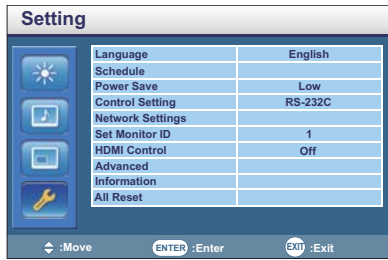 Setting
Language English
Schedule
Power Save Low
Control Setting RS-232C
Network Settings
Set Monitor ID 1
HDMI Control Off
Advanced
Information
All Reset
:Move ENTER :Enter EXIT :Exit